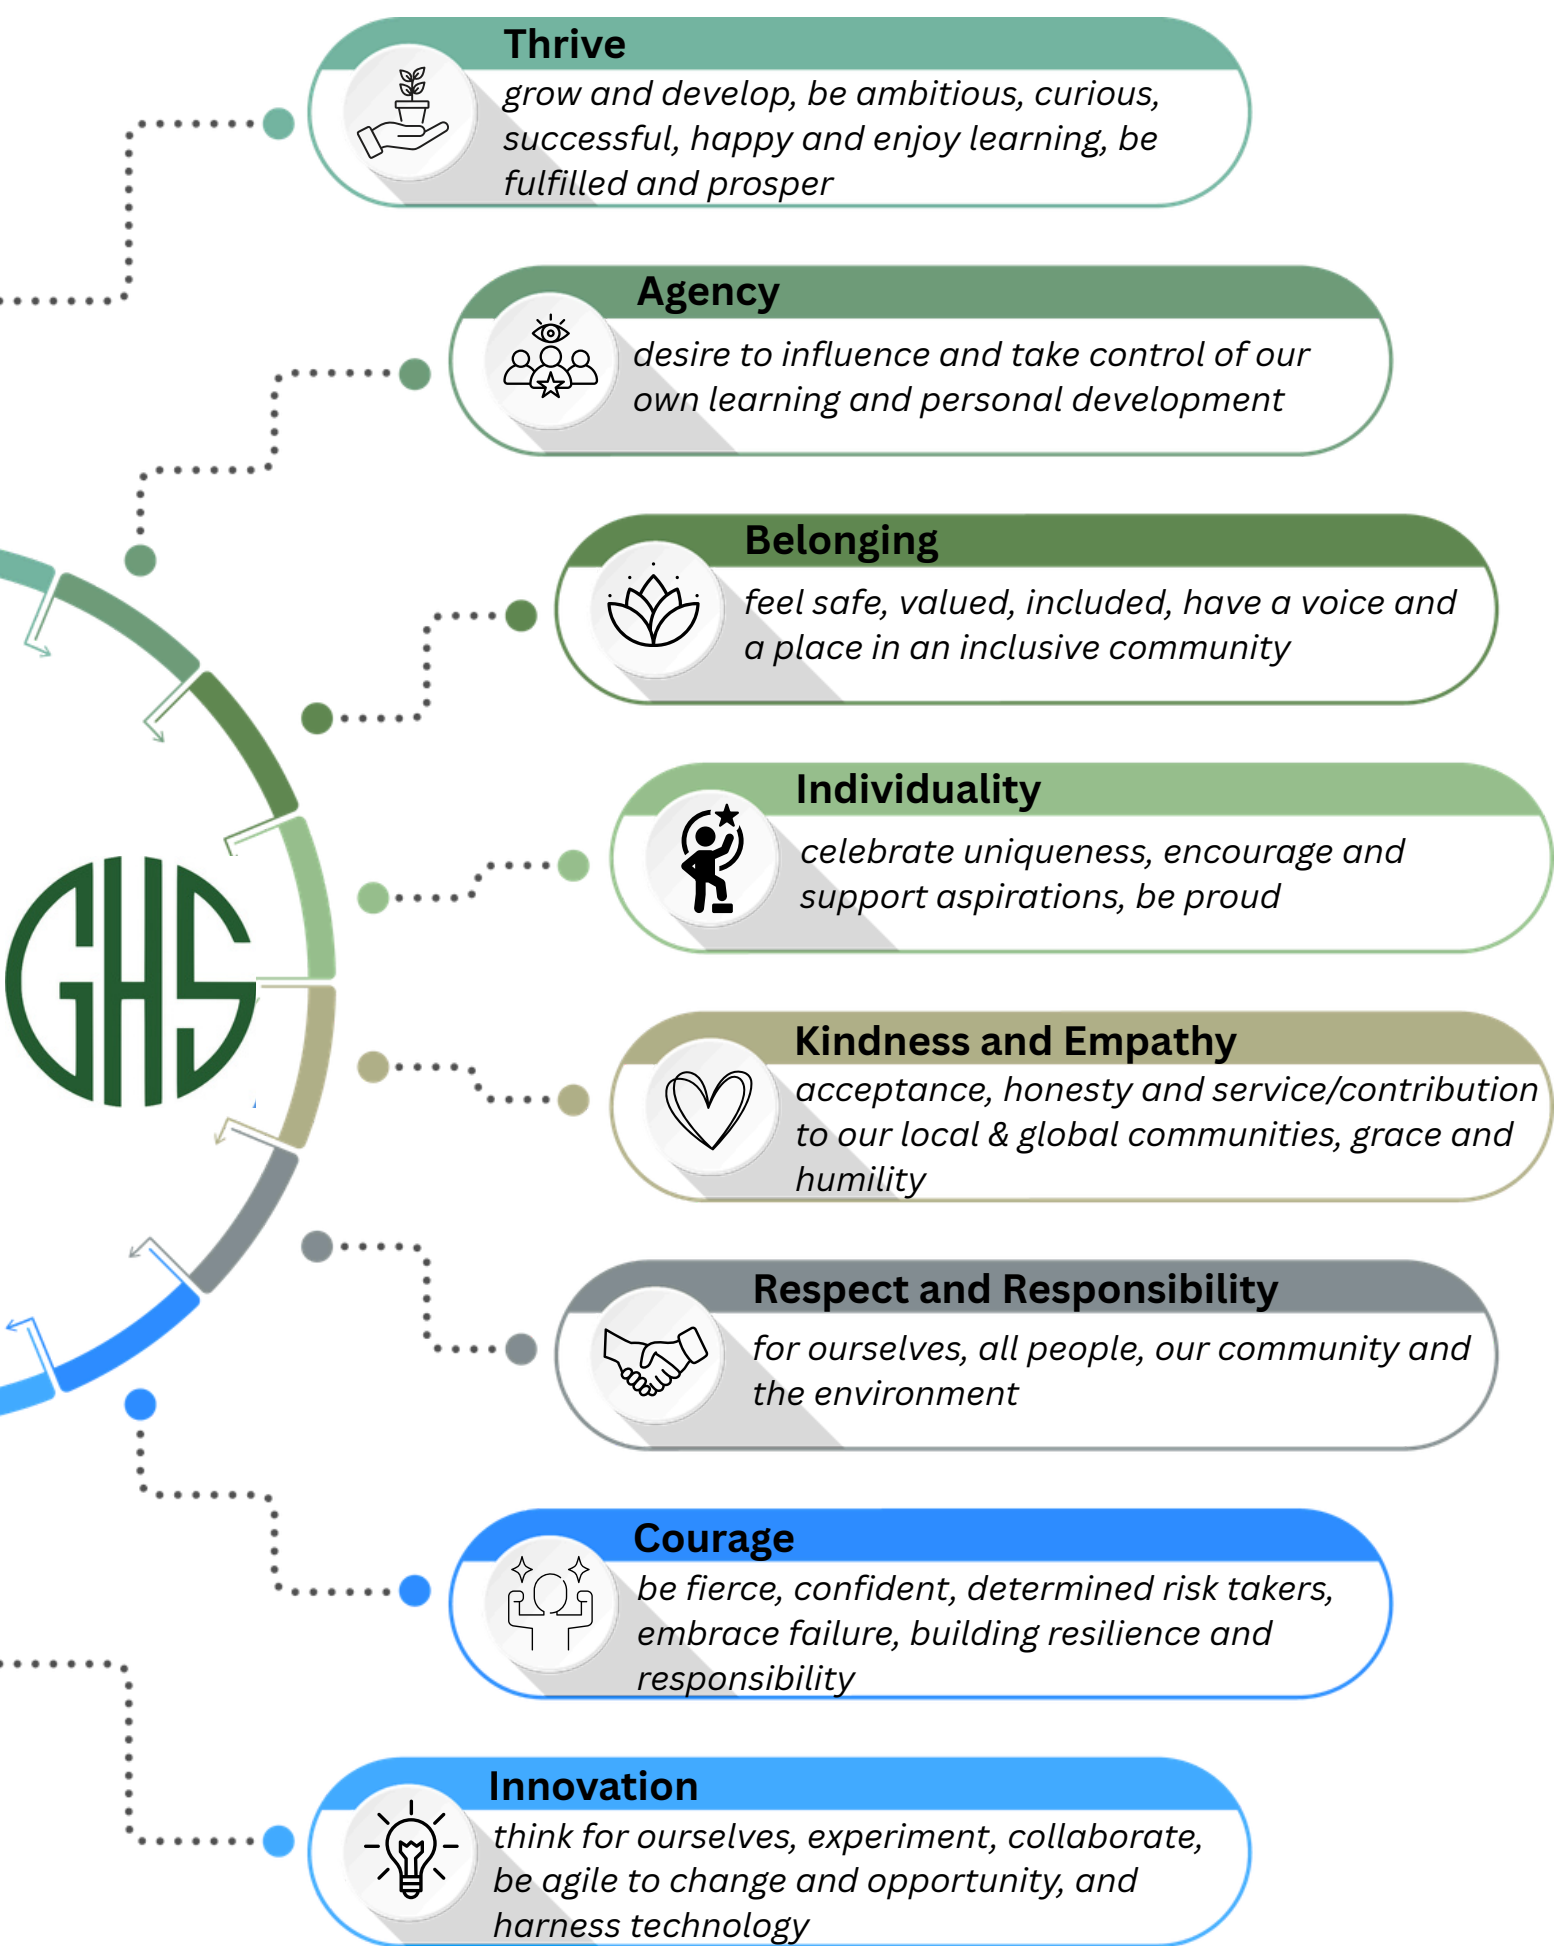 Thrive
grow and develop, be ambitious, curious,
successful, happy and enjoy learning, be
fulfilled and prosper
Agency
desire to influence and take control of our
own learning and personal development
Belonging
feel safe, valued, included, have a voice and
a place in an inclusive community
Individuality
celebrate uniqueness, encourage and
support aspirations, be proud
GHS
Kindness and Empathy
acceptance, honesty and service/contribution
to our local & global communities, grace and
humility
Respect and Responsibility
for ourselves, all people, our community and
the environment
Courage
be fierce, confident, determined risk takers,
embrace failure, building resilience and
responsibility
Innovation
think for ourselves, experiment, collaborate,
be agile to change and opportunity, and
harness technology